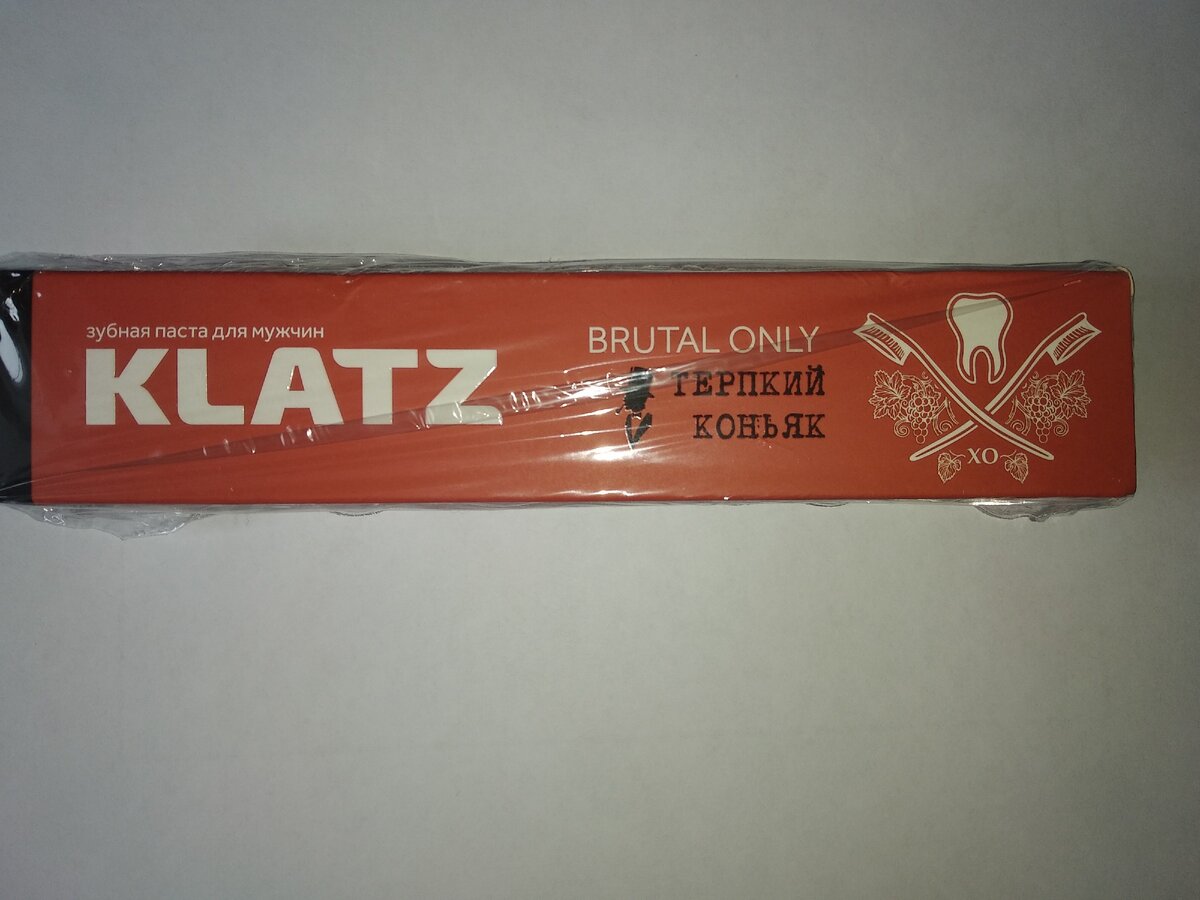 зубная паста для мужчин
KLATZ
BRUTAL ONLY
ТЕРПКИЙ
КОНЬЯК
XO